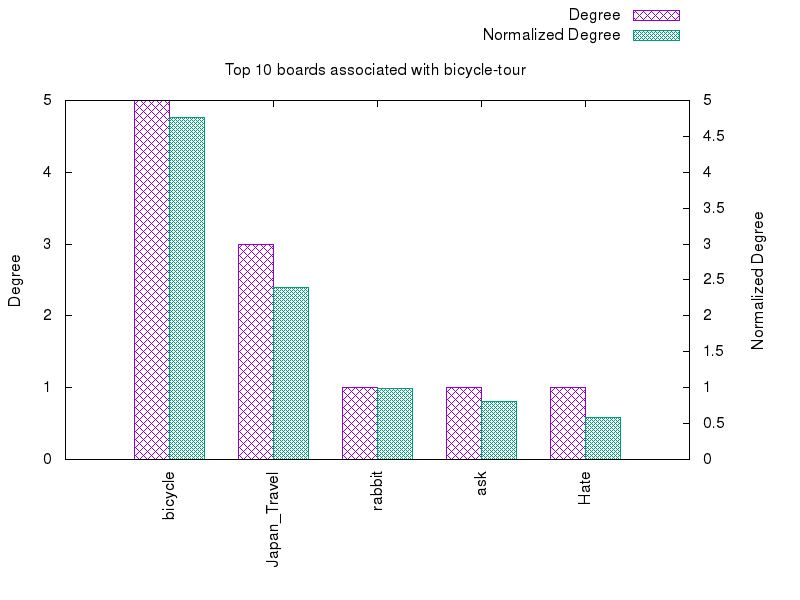 Degree
Normalized Degree
Top 10 boards associated with bicycle-tour
5
4
3
2
1
0
Degree
5
4.5
4
3.5
3
2.5
2
1.5
1
0.5
0
Normalized Degree
bicycle
Japan_Travel
rabbit
ask
Hate